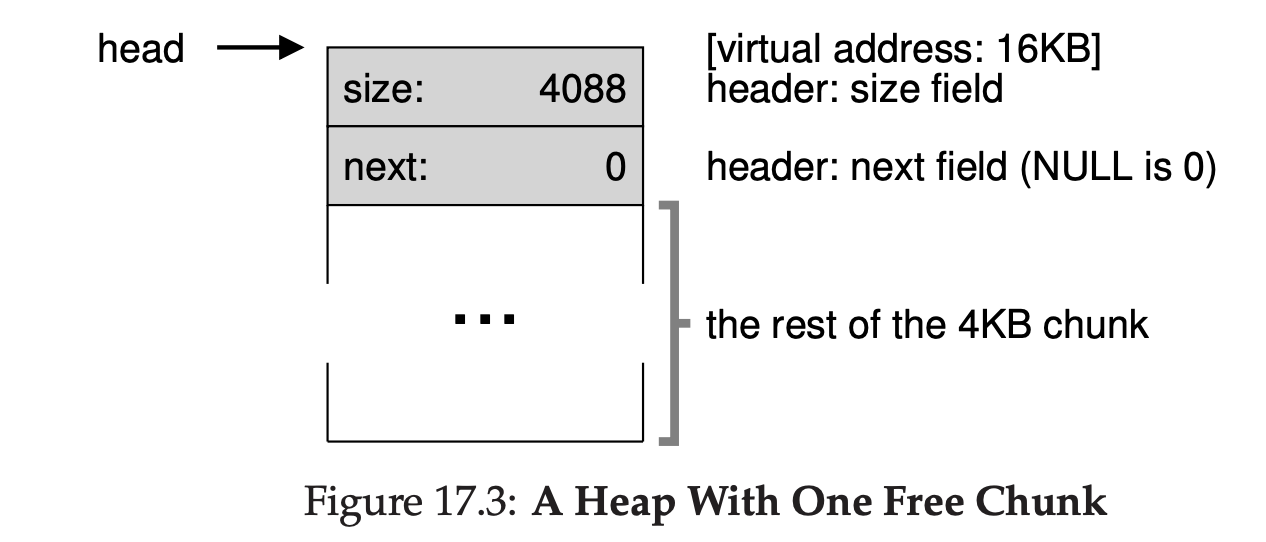 head
[virtual address: 16KB]
size: 4088
header: size field
next: 0
header: next field (NULL is 0)
...
the rest of the 4KB chunk
Figure 17.3: A Heap With One Free Chunk